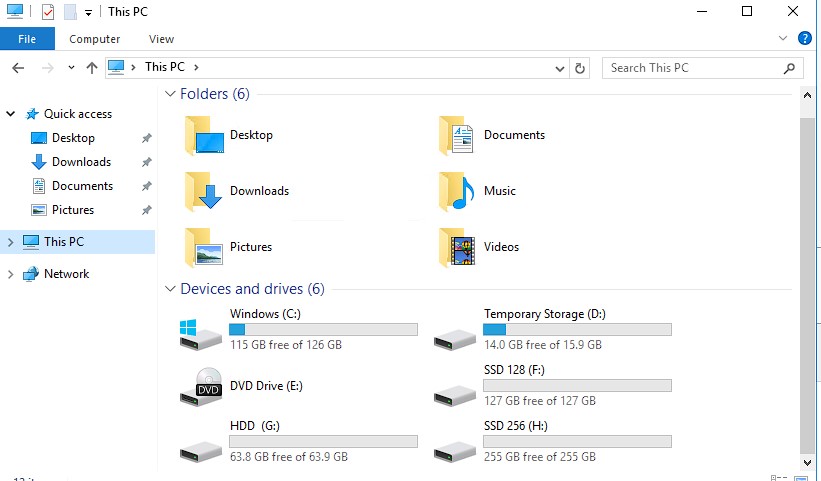 This PC
File Computer View
This PC Search This PC
Quick access
Desktop
Downloads
Documents
Pictures
This PC
Network
Folders (6)
Desktop Documents
Downloads Music
Pictures Videos
Devices and drives (6)
Windows (C:) Temporary Storage (D:)
115 GB free of 126 GB 14.0 GB free of 15.9 GB
DVD
DVD Drive (E:) SSD 128 (F:)
127 GB free of 127 GB
HDD (G:) SSD 256 (H:)
63.8 GB free of 63.9 GB 255 GB free of 255 GB